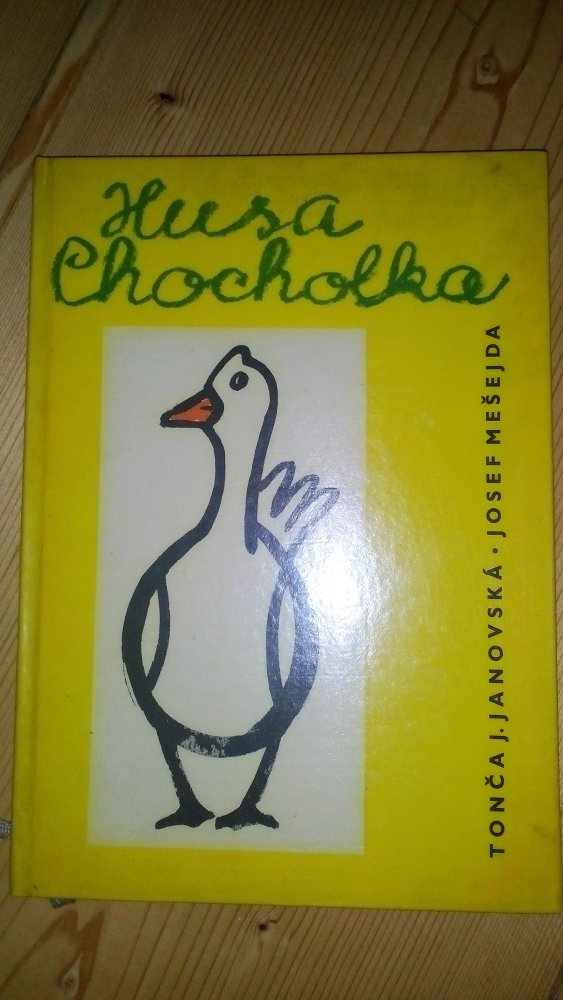 Husa
Chocholka
TONČA J. JANOVSKÁ · JOSEF MEŠEJDA